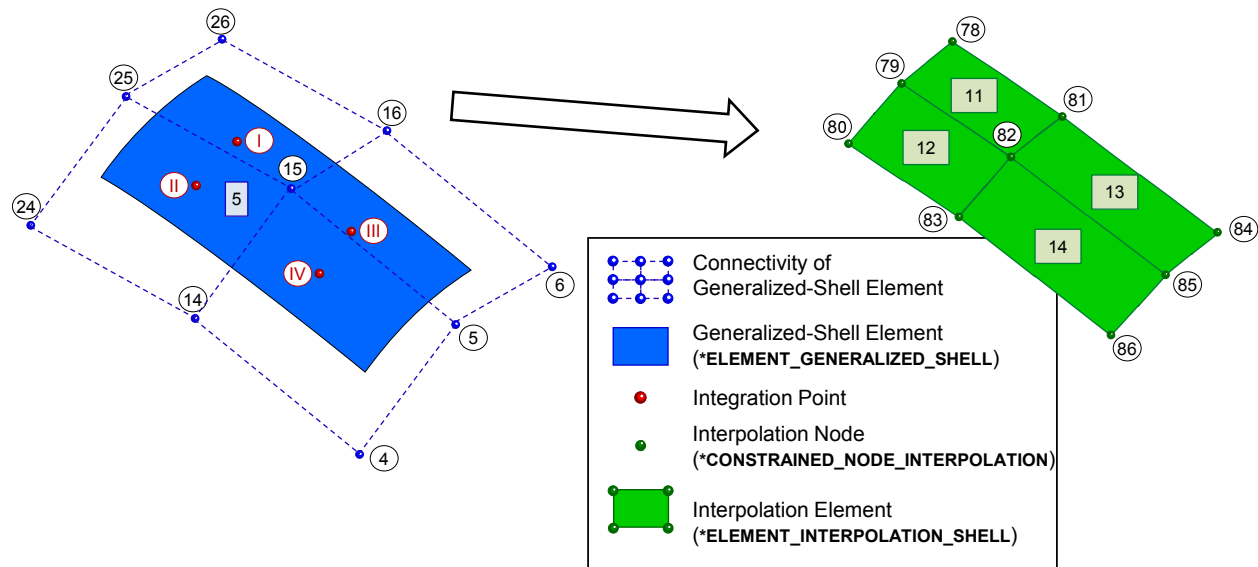 26
25
16
I
15
II
5
24
III
IV
14
6
5
4
78
79
11
81
80
12
82
13
83
84
14
85
86
Connectivity of
Generalized-Shell Element
Generalized-Shell Element
(*ELEMENT_GENERALIZED_SHELL)
Integration Point
Interpolation Node
(*CONSTRAINED_NODE_INTERPOLATION)
Interpolation Element
(*ELEMENT_INTERPOLATION_SHELL)